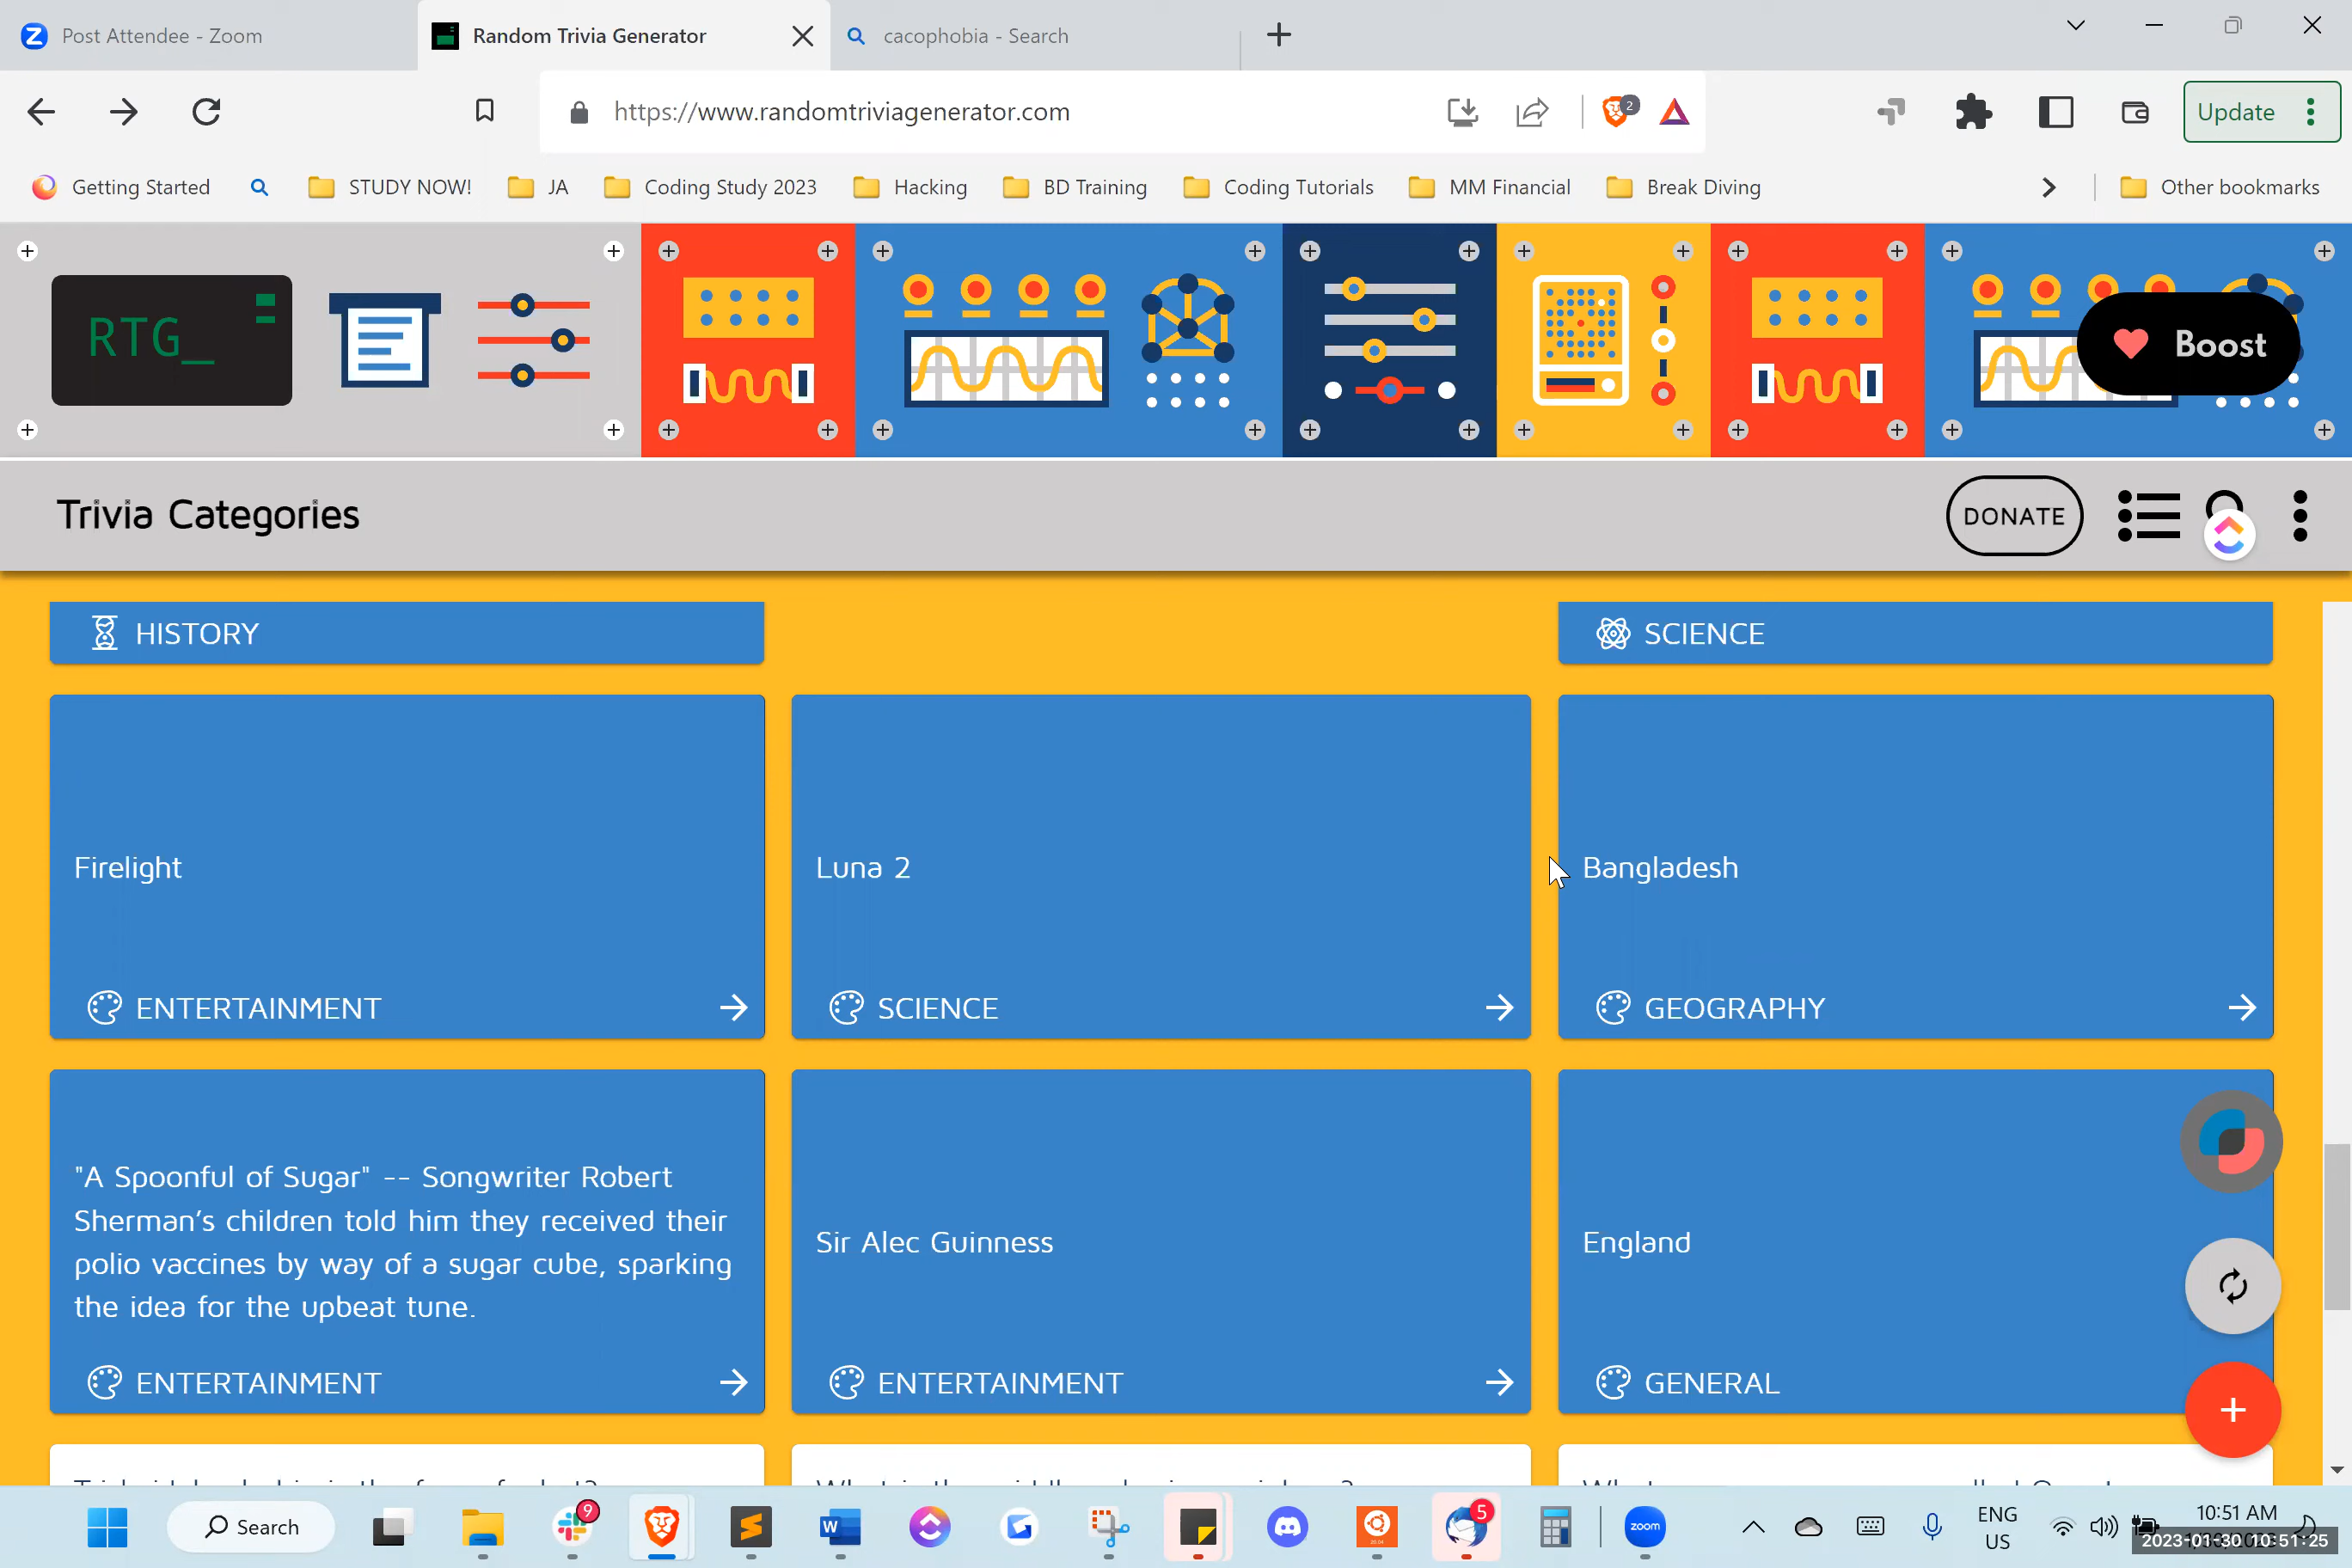 Post Attendee - Zoom
Random Trivia Generator
cacophobia - Search
https://www.randomtriviagenerator.com
2
Update
Getting Started
STUDY NOW!
JA
Coding Study 2023
Hacking
BD Training
Coding Tutorials
MM Financial
Break Diving
Other bookmarks
RTG_
Boost
Trivia Categories
DONATE
HISTORY
SCIENCE
Firelight
ENTERTAINMENT
Luna 2
SCIENCE
Bangladesh
GEOGRAPHY
"A Spoonful of Sugar" -- Songwriter Robert
Sherman's children told him they received their
polio vaccines by way of a sugar cube, sparking
the idea for the upbeat tune.
ENTERTAINMENT
Sir Alec Guinness
ENTERTAINMENT
England
GENERAL
Search
9
5
zoom
ENG
US
10:51 AM
2023-01-30 10:51:25